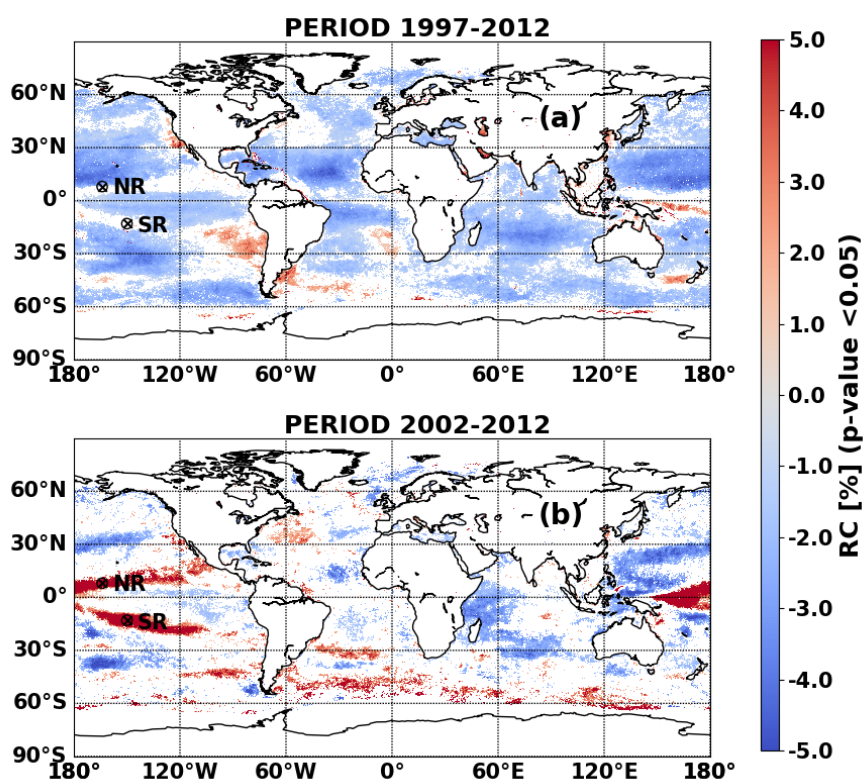 PERIOD 1997-2012
60°N
30°N
0°
30°S
60°S
90°S
180° 120°W 60°W 0° 60°E 120°E 180°
(a)
NR
SR
PERIOD 2002-2012
60°N
30°N
0°
30°S
60°S
90°S
180° 120°W 60°W 0° 60°E 120°E 180°
(b)
NR
SR
5.0
4.0
3.0
2.0
1.0
0.0
-1.0
-2.0
-3.0
-4.0
-5.0
RC [%] (p-value <0.05)